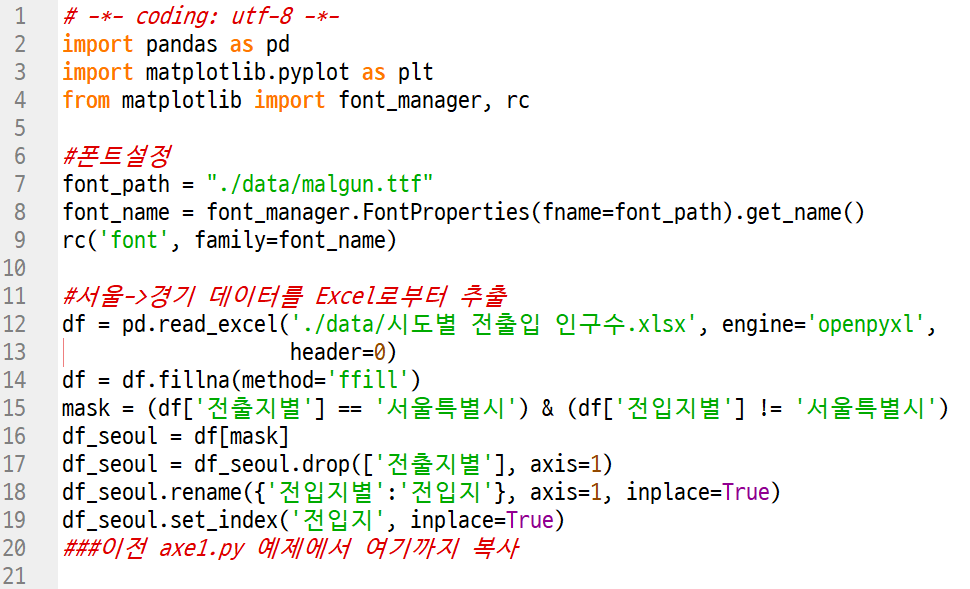 1 # -*- coding: utf-8 -*-
2 import pandas as pd
3 import matplotlib.pyplot as plt
4 from matplotlib import font_manager, rc
5
6 #폰트설정
7 font_path = "./data/malgun.ttf"
8 font_name = font_manager.FontProperties(fname=font_path).get_name()
9 rc('font', family=font_name)
10
11 #서울->경기 데이터를 Excel로부터 추출
12 df = pd.read_excel('./data/시도별 전출입 인구수.xlsx', engine='openpyxl',
13                    header=0)
14 df = df.fillna(method='ffill')
15 mask = (df['전출지별'] == '서울특별시') & (df['전입지별'] != '서울특별시')
16 df_seoul = df[mask]
17 df_seoul = df_seoul.drop(['전출지별'], axis=1)
18 df_seoul.rename({'전입지별':'전입지'}, axis=1, inplace=True)
19 df_seoul.set_index('전입지', inplace=True)
20 ###이전 axe1.py 예제에서 여기까지 복사
21